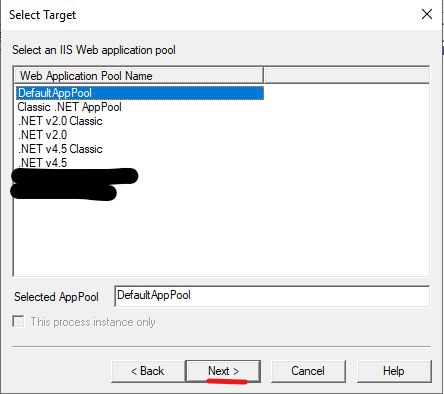 Select Target
Select an IIS Web application pool
Web Application Pool Name
DefaultAppPool
Classic .NET AppPool
.NET v2.0 Classic
.NET v2.0
.NET v4.5 Classic
.NET v4.5
Selected AppPool DefaultAppPool
This process instance only
< Back Next > Cancel Help